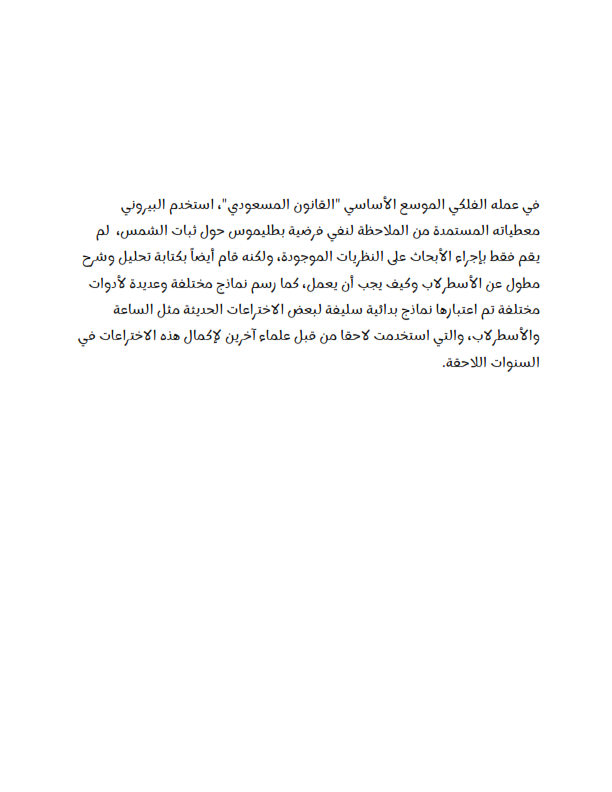 في عمله الفلكي الموسع الأساسي "القانون المسعودي"، استخدم البيروني
معطياته المستمدة من الملاحظة لنفي فرضية بطليموس حول ثبات الشمس،  لم
يقم فقط بإجراء الأبحاث على النظريات الموجودة، ولكنه قام أيضاً بكتابة تحليل وشرح
مطول عن الأسطرلاب وكيف يجب أن يعمل، كما رسم نماذج مختلفة وعديدة لأدوات
مختلفة تم اعتبارها نماذج بدائية سليفة لبعض الاختراعات الحديثة مثل الساعة
والأسطرلاب، والتي استخدمت لاحقا من قبل علماء آخرين لإكمال هذه الاختراعات في
السنوات اللاحقة.